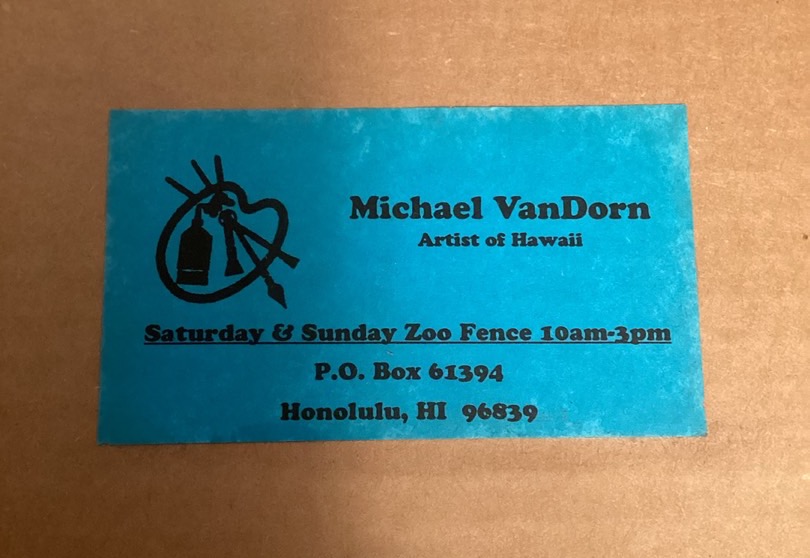 Michael VanDorn
Artist of Hawaii
Saturday & Sunday Zoo Fence 10am-3pm
P.O. Box 61394
Honolulu, HI 96839